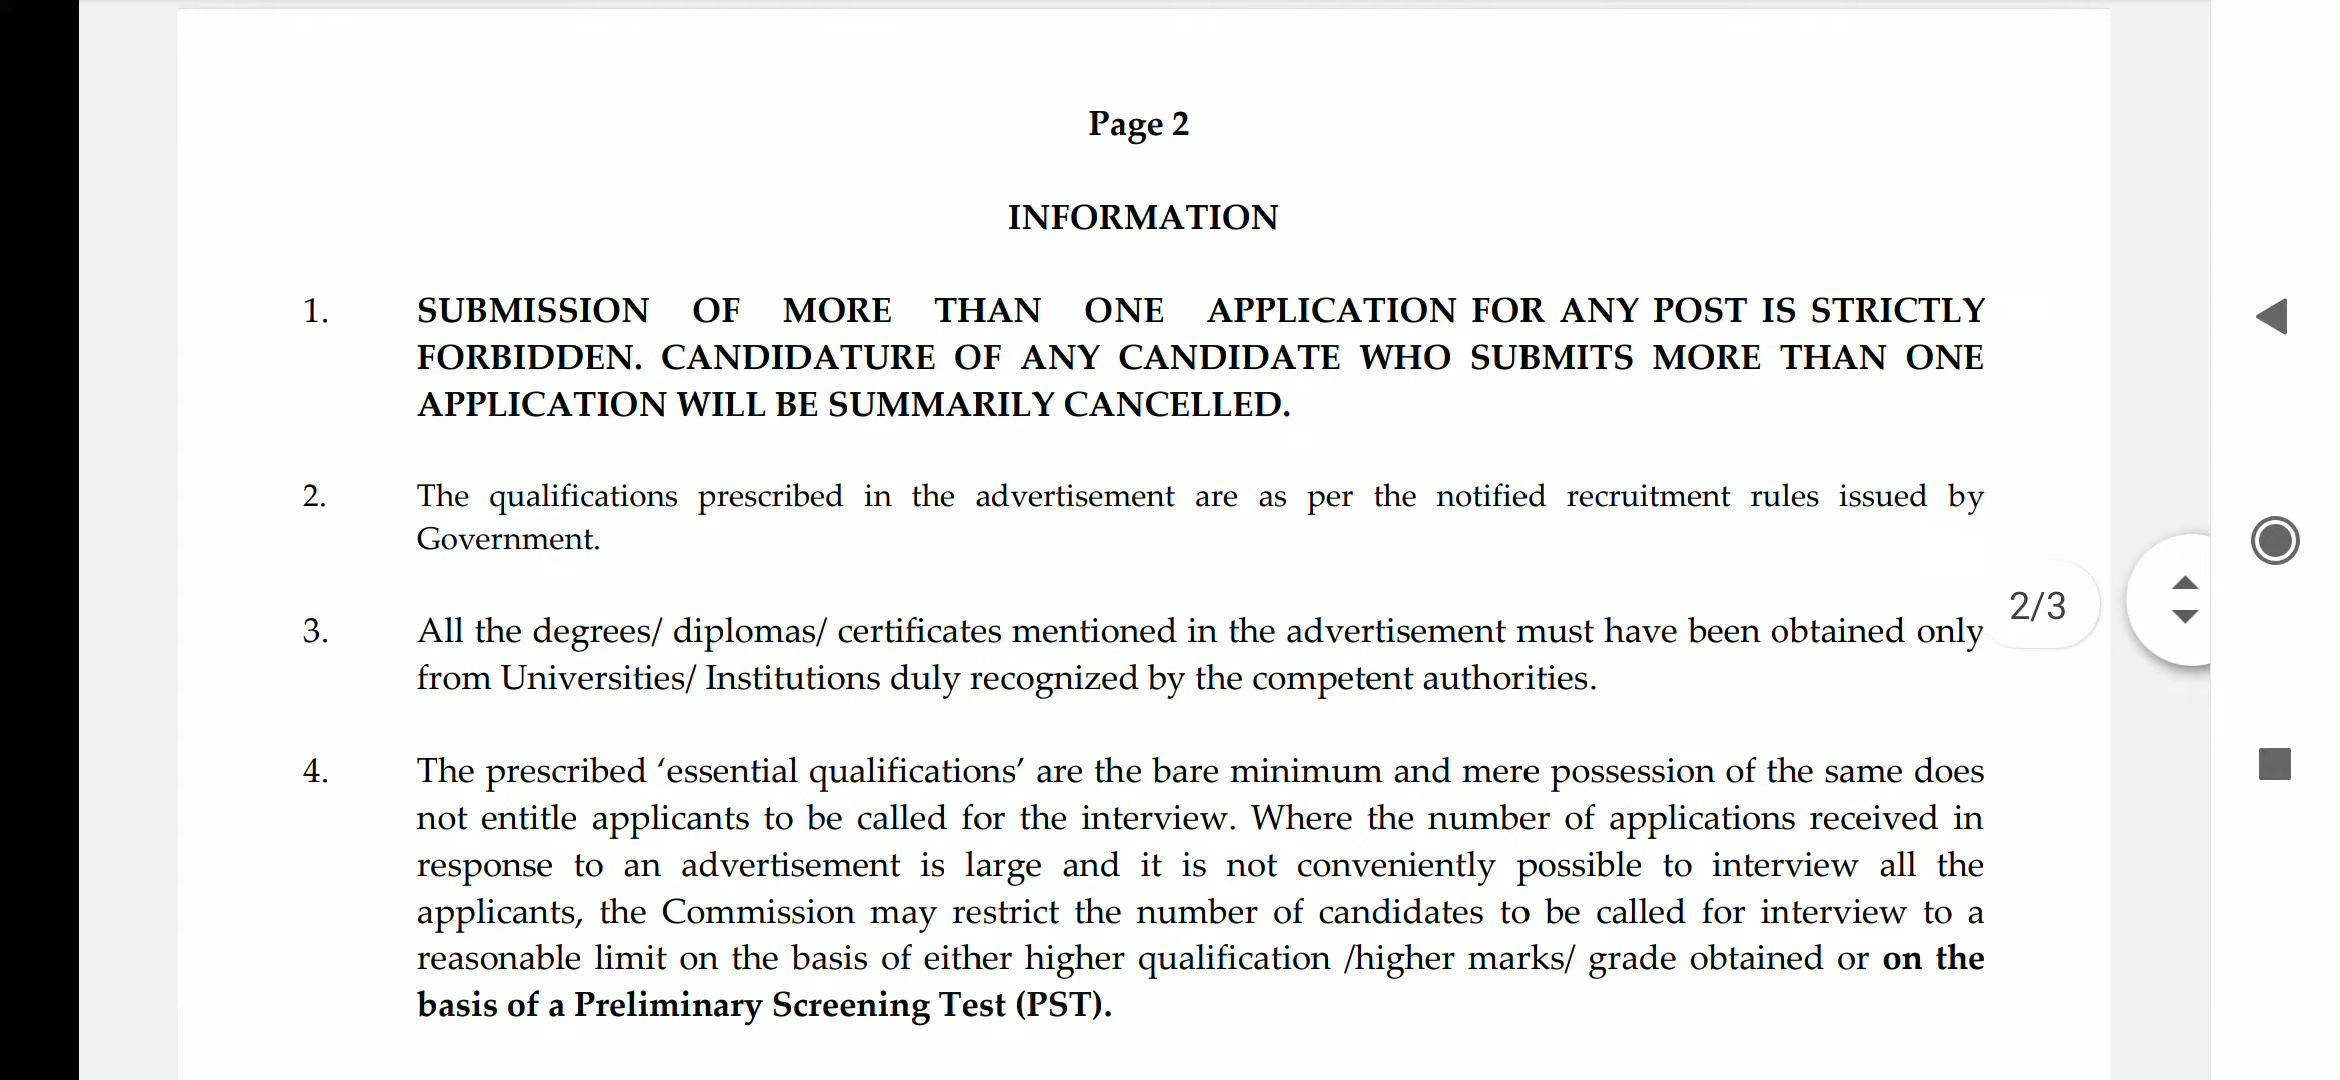 Page 2
INFORMATION
1. SUBMISSION OF MORE THAN ONE APPLICATION FOR ANY POST IS STRICTLY
FORBIDDEN. CANDIDATURE OF ANY CANDIDATE WHO SUBMITS MORE THAN ONE
APPLICATION WILL BE SUMMARILY CANCELLED.
2. The qualifications prescribed in the advertisement are as per the notified recruitment rules issued by
Government.
2/3
3. All the degrees/ diplomas/ certificates mentioned in the advertisement must have been obtained only
from Universities/ Institutions duly recognized by the competent authorities.
4. The prescribed ‘essential qualifications’ are the bare minimum and mere possession of the same does
not entitle applicants to be called for the interview. Where the number of applications received in
response to an advertisement is large and it is not conveniently possible to interview all the
applicants, the Commission may restrict the number of candidates to be called for interview to a
reasonable limit on the basis of either higher qualification /higher marks/ grade obtained or on the
basis of a Preliminary Screening Test (PST).